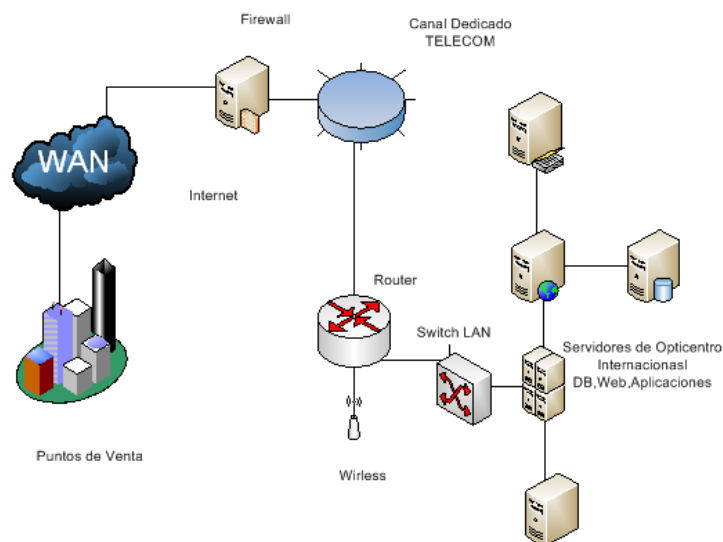 Firewall
Canal Dedicado
TELECOM
WAN
Internet
Router
Switch LAN
Servidores de Opticentro
Internacionasl
DB,Web,Aplicaciones
Puntos de Venta
Wirless